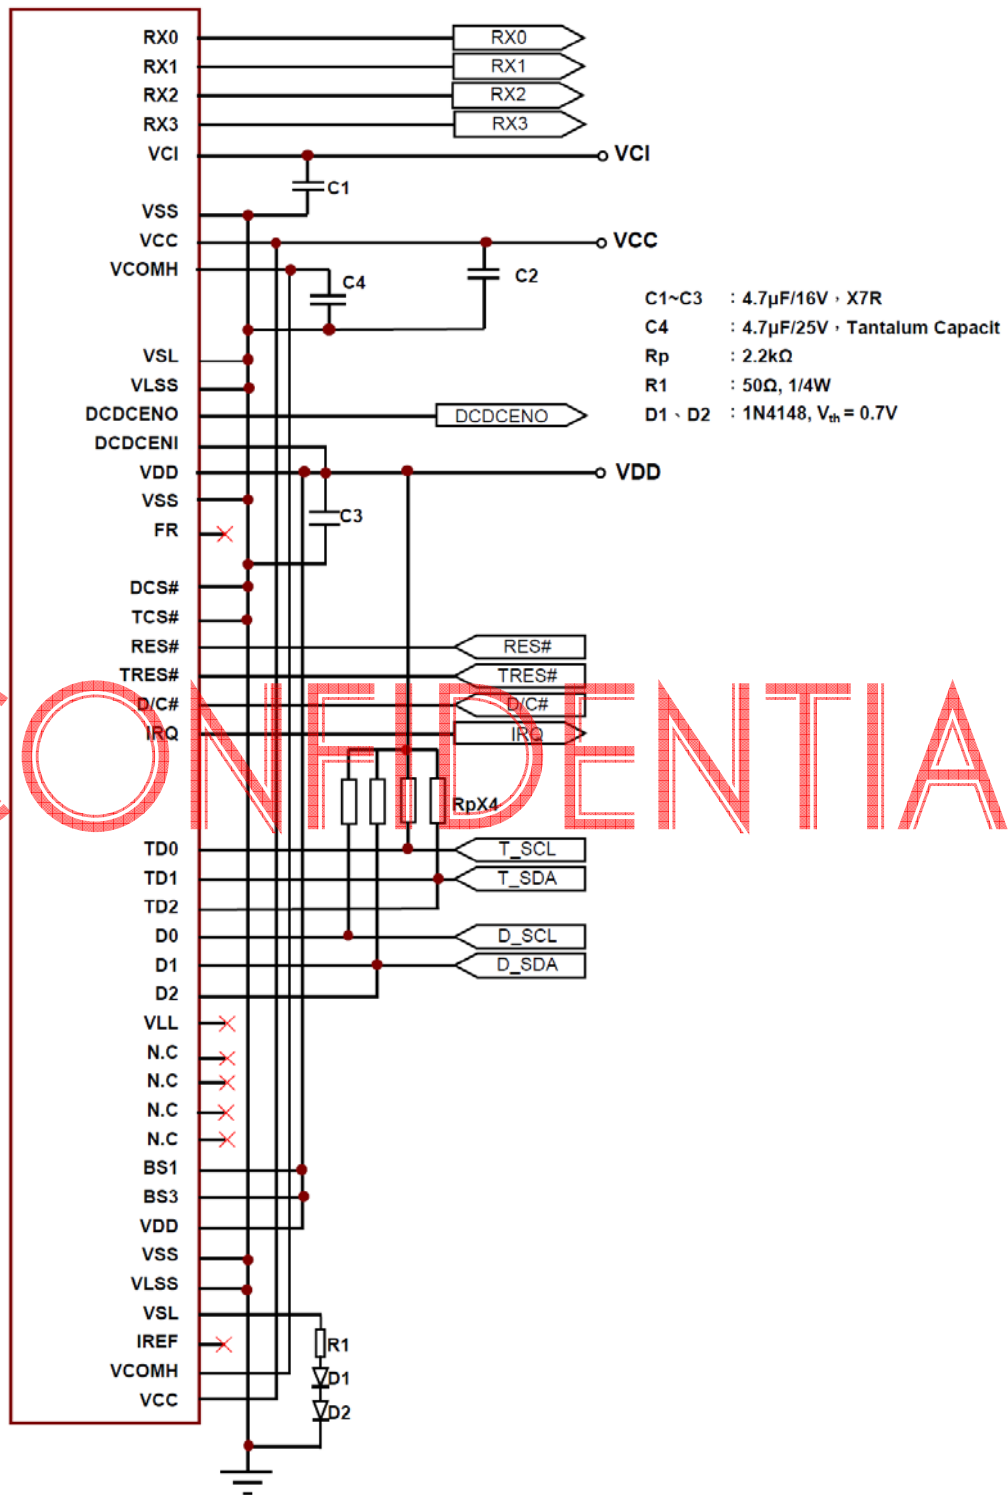 RX0 RX0
RX1 RX1
RX2 RX2
RX3 RX3
VCI VCI
C1
VSS
VCC VCC
VCOMH
C4 C2
C1~C3 : 4.7μF/16V，X7R
C4 : 4.7μF/25V，Tantalum Capacit
VSL
Rp : 2.2kΩ
VLSS
R1 : 50Ω, 1/4W
DCDCENO DCDCENO
D1、D2 : 1N4148, Vth = 0.7V
DCDCENI
VDD VDD
VSS
C3
FR
DCS#
TCS#
RES# RES#
TRES# TRES#
D/C# D/C#
IRQ IRQ
CONFIDENTIA
RpX4
TD0 T_SCL
TD1 T_SDA
TD2
D0 D_SCL
D1 D_SDA
D2
VLL
N.C
N.C
N.C
N.C
BS1
BS3
VDD
VSS
VLSS
VSL
IREF R1
VCOMH D1
VCC D2